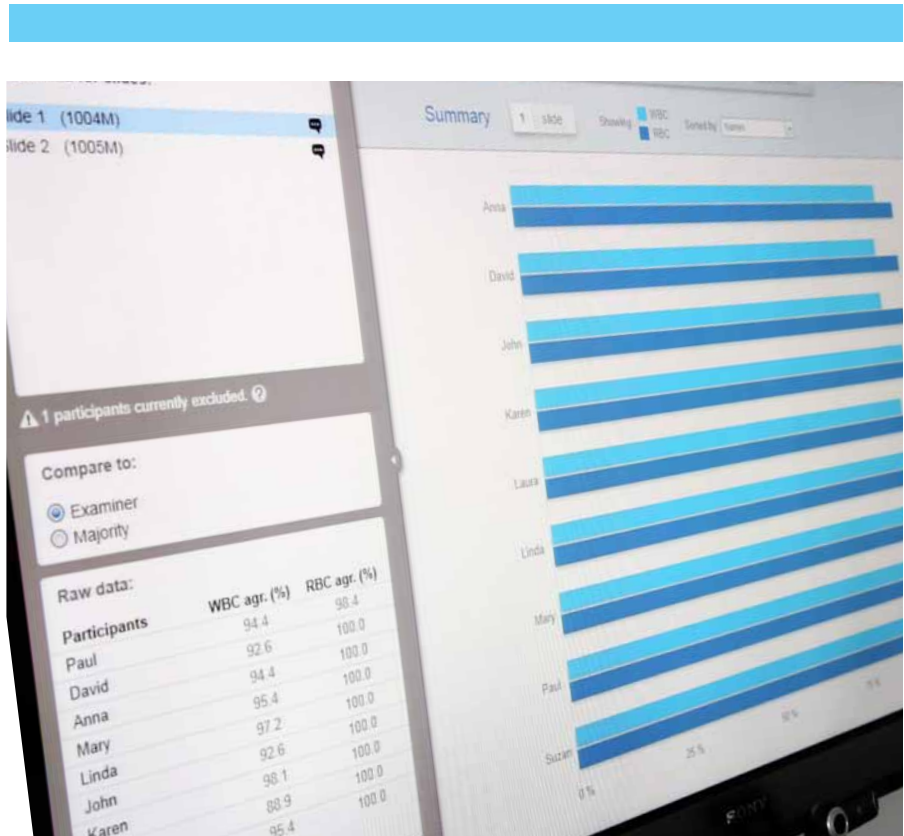 lide 1 (1004M)
lide 2 (1005M)
1 participants currently excluded.
Compare to:
Examiner
Majority
Raw data:
Participants WBC agr. (%) RBC agr. (%)
Paul 94.4 98.4
David 92.6 100.0
Anna 94.4 100.0
Mary 95.4 100.0
Linda 97.2 100.0
John 92.6 100.0
Karen 98.1 100.0
88.9 100.0
95.4 100.0
Summary 1 slide Showing WBC Sorted by
RBC
Anna
David
John
Karen
Laura
Linda
Mary
Paul
Suzan
0 % 25 % 50 % 75 %
SONY